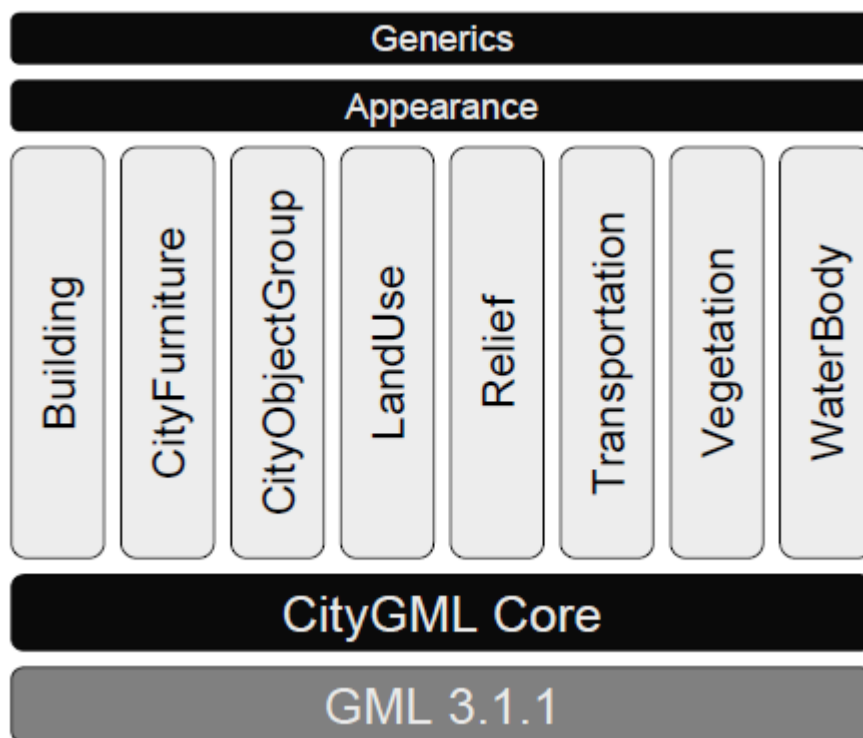 Generics
Appearance
Building
CityFurniture
CityObjectGroup
LandUse
Relief
Transportation
Vegetation
WaterBody
CityGML Core
GML 3.1.1